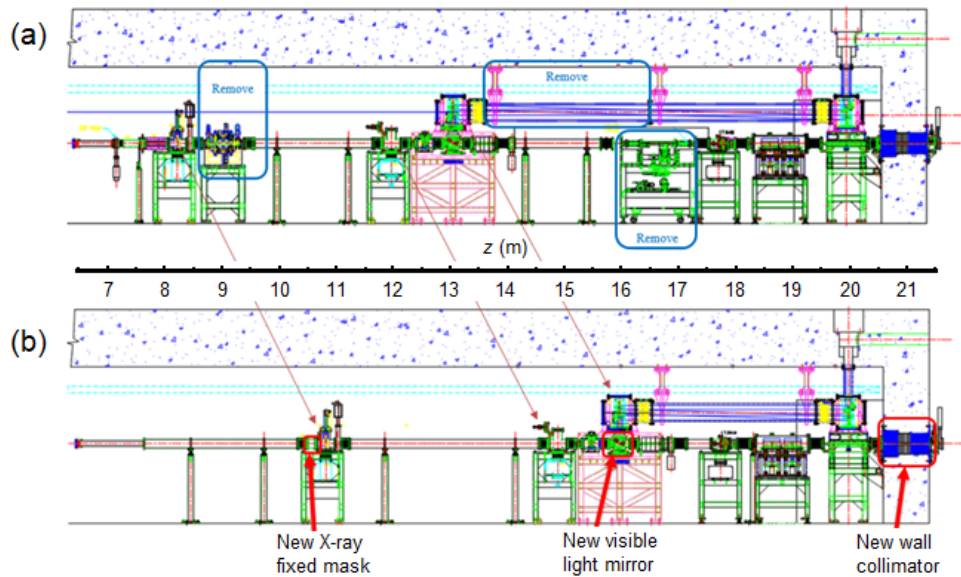 (a)
Remove
Remove
Remove
z (m)
7 8 9 10 11 12 13 14 15 16 17 18 19 20 21
(b)
New X-ray
fixed mask
New visible
light mirror
New wall
collimator